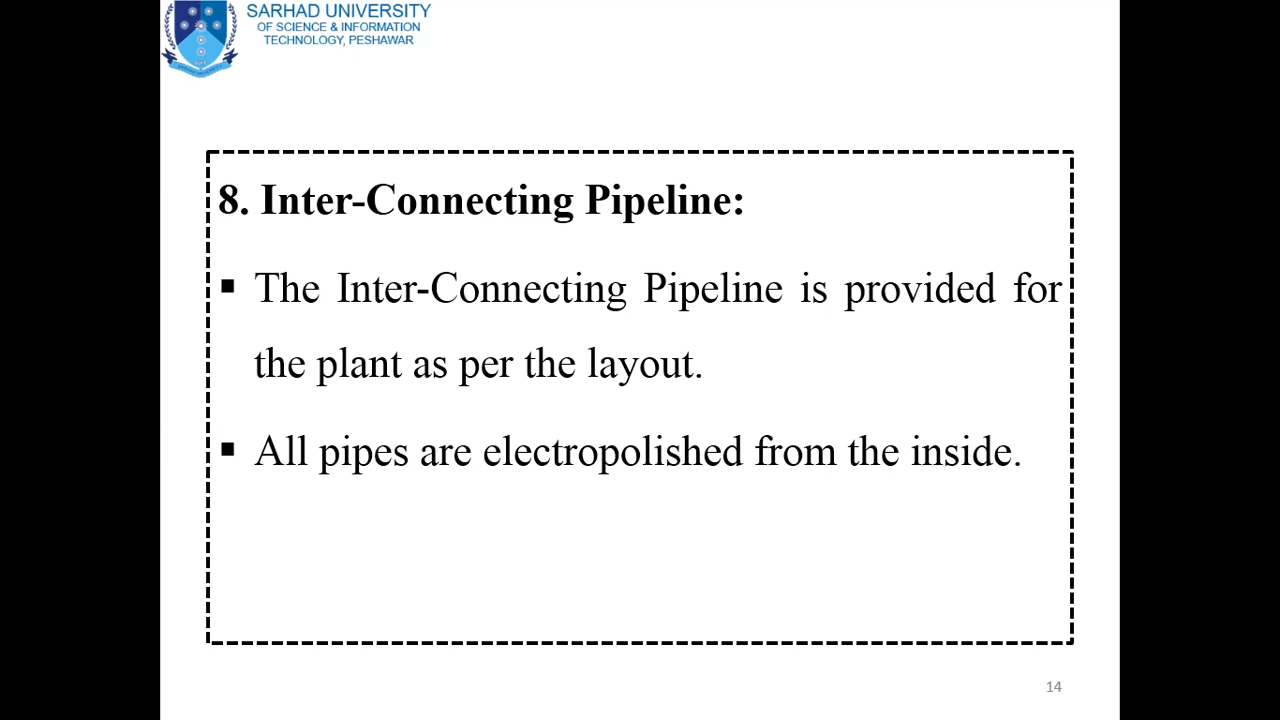 SARHAD UNIVERSITY
OF SCIENCE & INFORMATION
TECHNOLOGY, PESHAWAR
8. Inter-Connecting Pipeline:
▪ The Inter-Connecting Pipeline is provided for
the plant as per the layout.
▪ All pipes are electropolished from the inside.
14